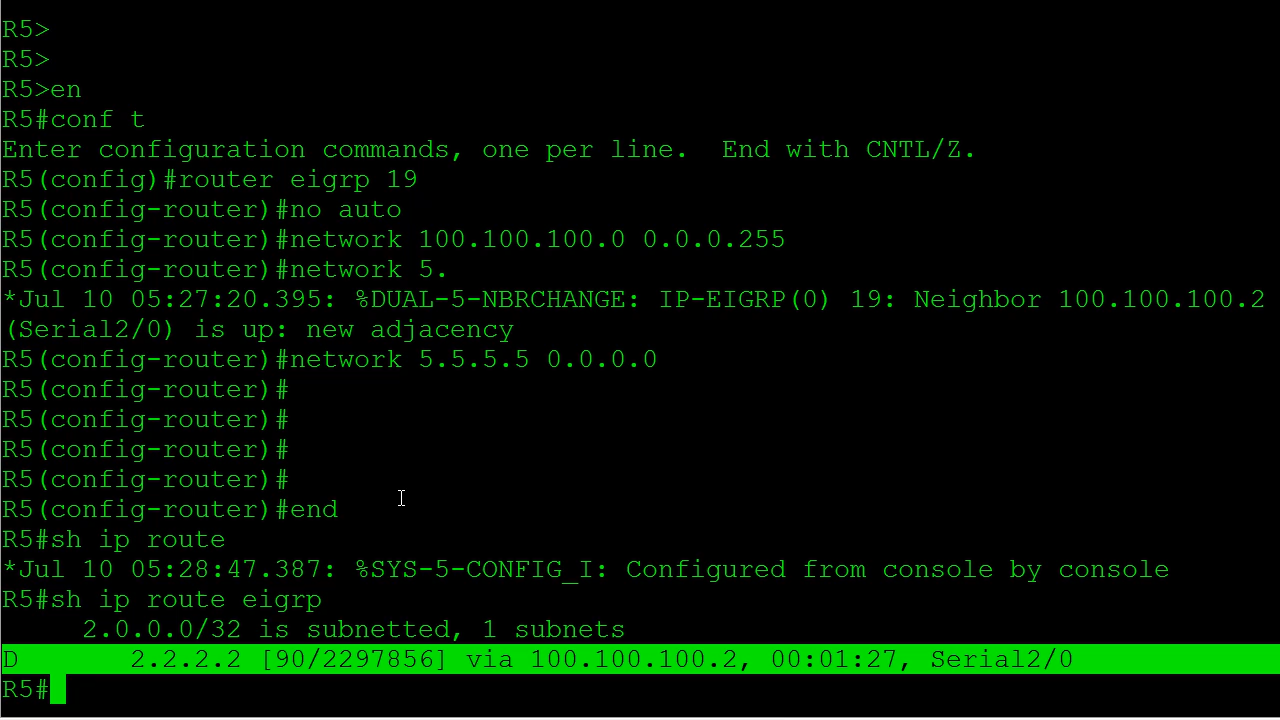 R5>
R5>
R5>en
R5#conf t
Enter configuration commands, one per line.  End with CNTL/Z.
R5(config)#router eigrp 19
R5(config-router)#no auto
R5(config-router)#network 100.100.100.0 0.0.0.255
R5(config-router)#network 5.
*Jul 10 05:27:20.395: %DUAL-5-NBRCHANGE: IP-EIGRP(0) 19: Neighbor 100.100.100.2
(Serial2/0) is up: new adjacency
R5(config-router)#network 5.5.5.5 0.0.0.0
R5(config-router)#
R5(config-router)#
R5(config-router)#
R5(config-router)#
R5(config-router)#end
R5#sh ip route
*Jul 10 05:28:47.387: %SYS-5-CONFIG_I: Configured from console by console
R5#sh ip route eigrp
     2.0.0.0/32 is subnetted, 1 subnets
D       2.2.2.2 [90/2297856] via 100.100.100.2, 00:01:27, Serial2/0
R5#